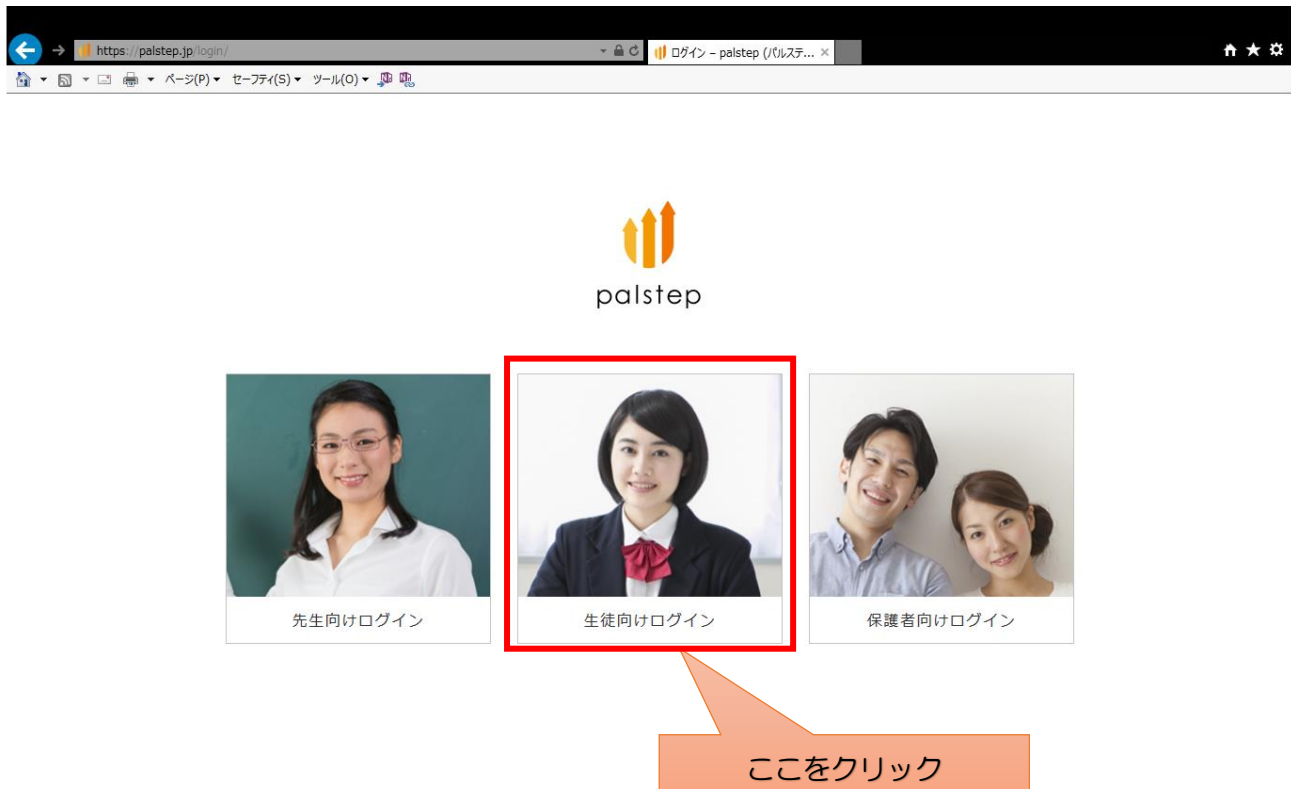 https://palstep.jp/login/
ログイン – palstep (パルステ...
ページ(P)
セーフティ(S)
ツール(O)
palstep
先生向けログイン
生徒向けログイン
保護者向けログイン
ここをクリック